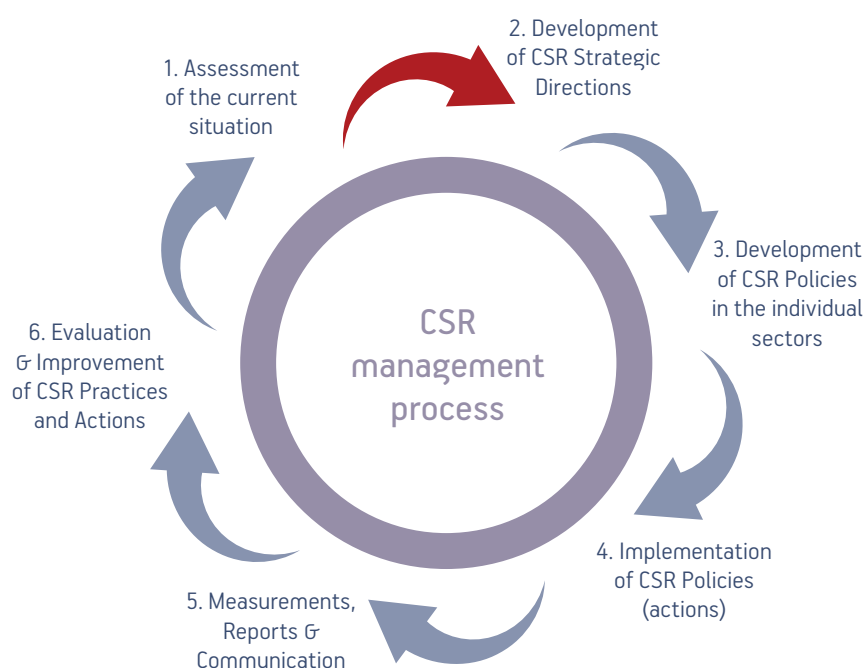 1. Assessment
of the current
situation
2. Development
of CSR Strategic
Directions
3. Development
of CSR Policies
in the individual
sectors
4. Implementation
of CSR Policies
(actions)
5. Measurements,
Reports &
Communication
6. Evaluation
& Improvement
of CSR Practices
and Actions
CSR
management
process